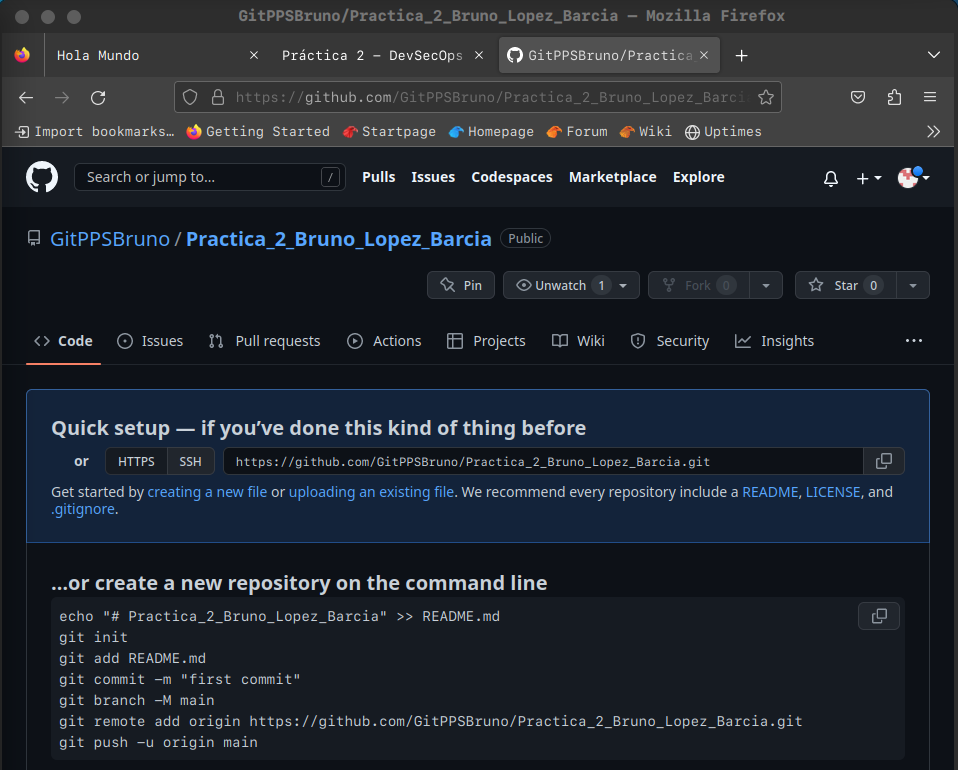 GitPPSBruno/Practica_2_Bruno_Lopez_Barcia — Mozilla Firefox
Hola Mundo
Práctica 2 – DevSecOps
GitPPSBruno/Practica
https://github.com/GitPPSBruno/Practica_2_Bruno_Lopez_Barci
Import bookmarks… Getting Started Startpage Homepage Forum Wiki Uptimes
Search or jump to… / Pulls Issues Codespaces Marketplace Explore
GitPPSBruno / Practica_2_Bruno_Lopez_Barcia Public
Pin Unwatch 1 Fork 0 Star 0
Code Issues Pull requests Actions Projects Wiki Security Insights
Quick setup — if you’ve done this kind of thing before
or HTTPS SSH https://github.com/GitPPSBruno/Practica_2_Bruno_Lopez_Barcia.git
Get started by creating a new file or uploading an existing file. We recommend every repository include a README, LICENSE, and
.gitignore.
…or create a new repository on the command line
echo "# Practica_2_Bruno_Lopez_Barcia" >> README.md
git init
git add README.md
git commit -m "first commit"
git branch -M main
git remote add origin https://github.com/GitPPSBruno/Practica_2_Bruno_Lopez_Barcia.git
git push -u origin main